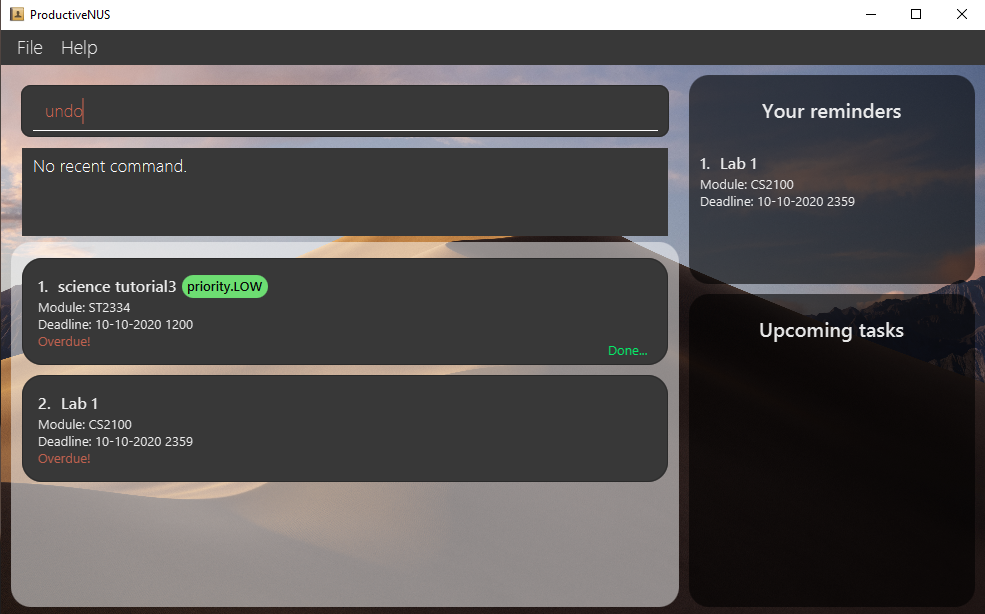 ProductiveNUS
File Help
undo
No recent command.
1. science tutorial3 priority.LOW
Module: ST2334
Deadline: 10-10-2020 1200
Overdue!
Done...
2. Lab 1
Module: CS2100
Deadline: 10-10-2020 2359
Overdue!
Your reminders
1. Lab 1
Module: CS2100
Deadline: 10-10-2020 2359
Upcoming tasks